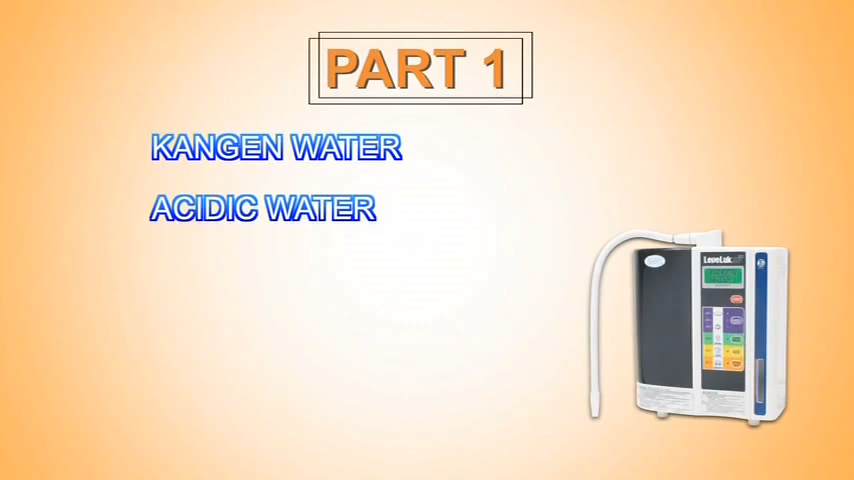 PART 1
KANGEN WATER
ACIDIC WATER
LeveLuk